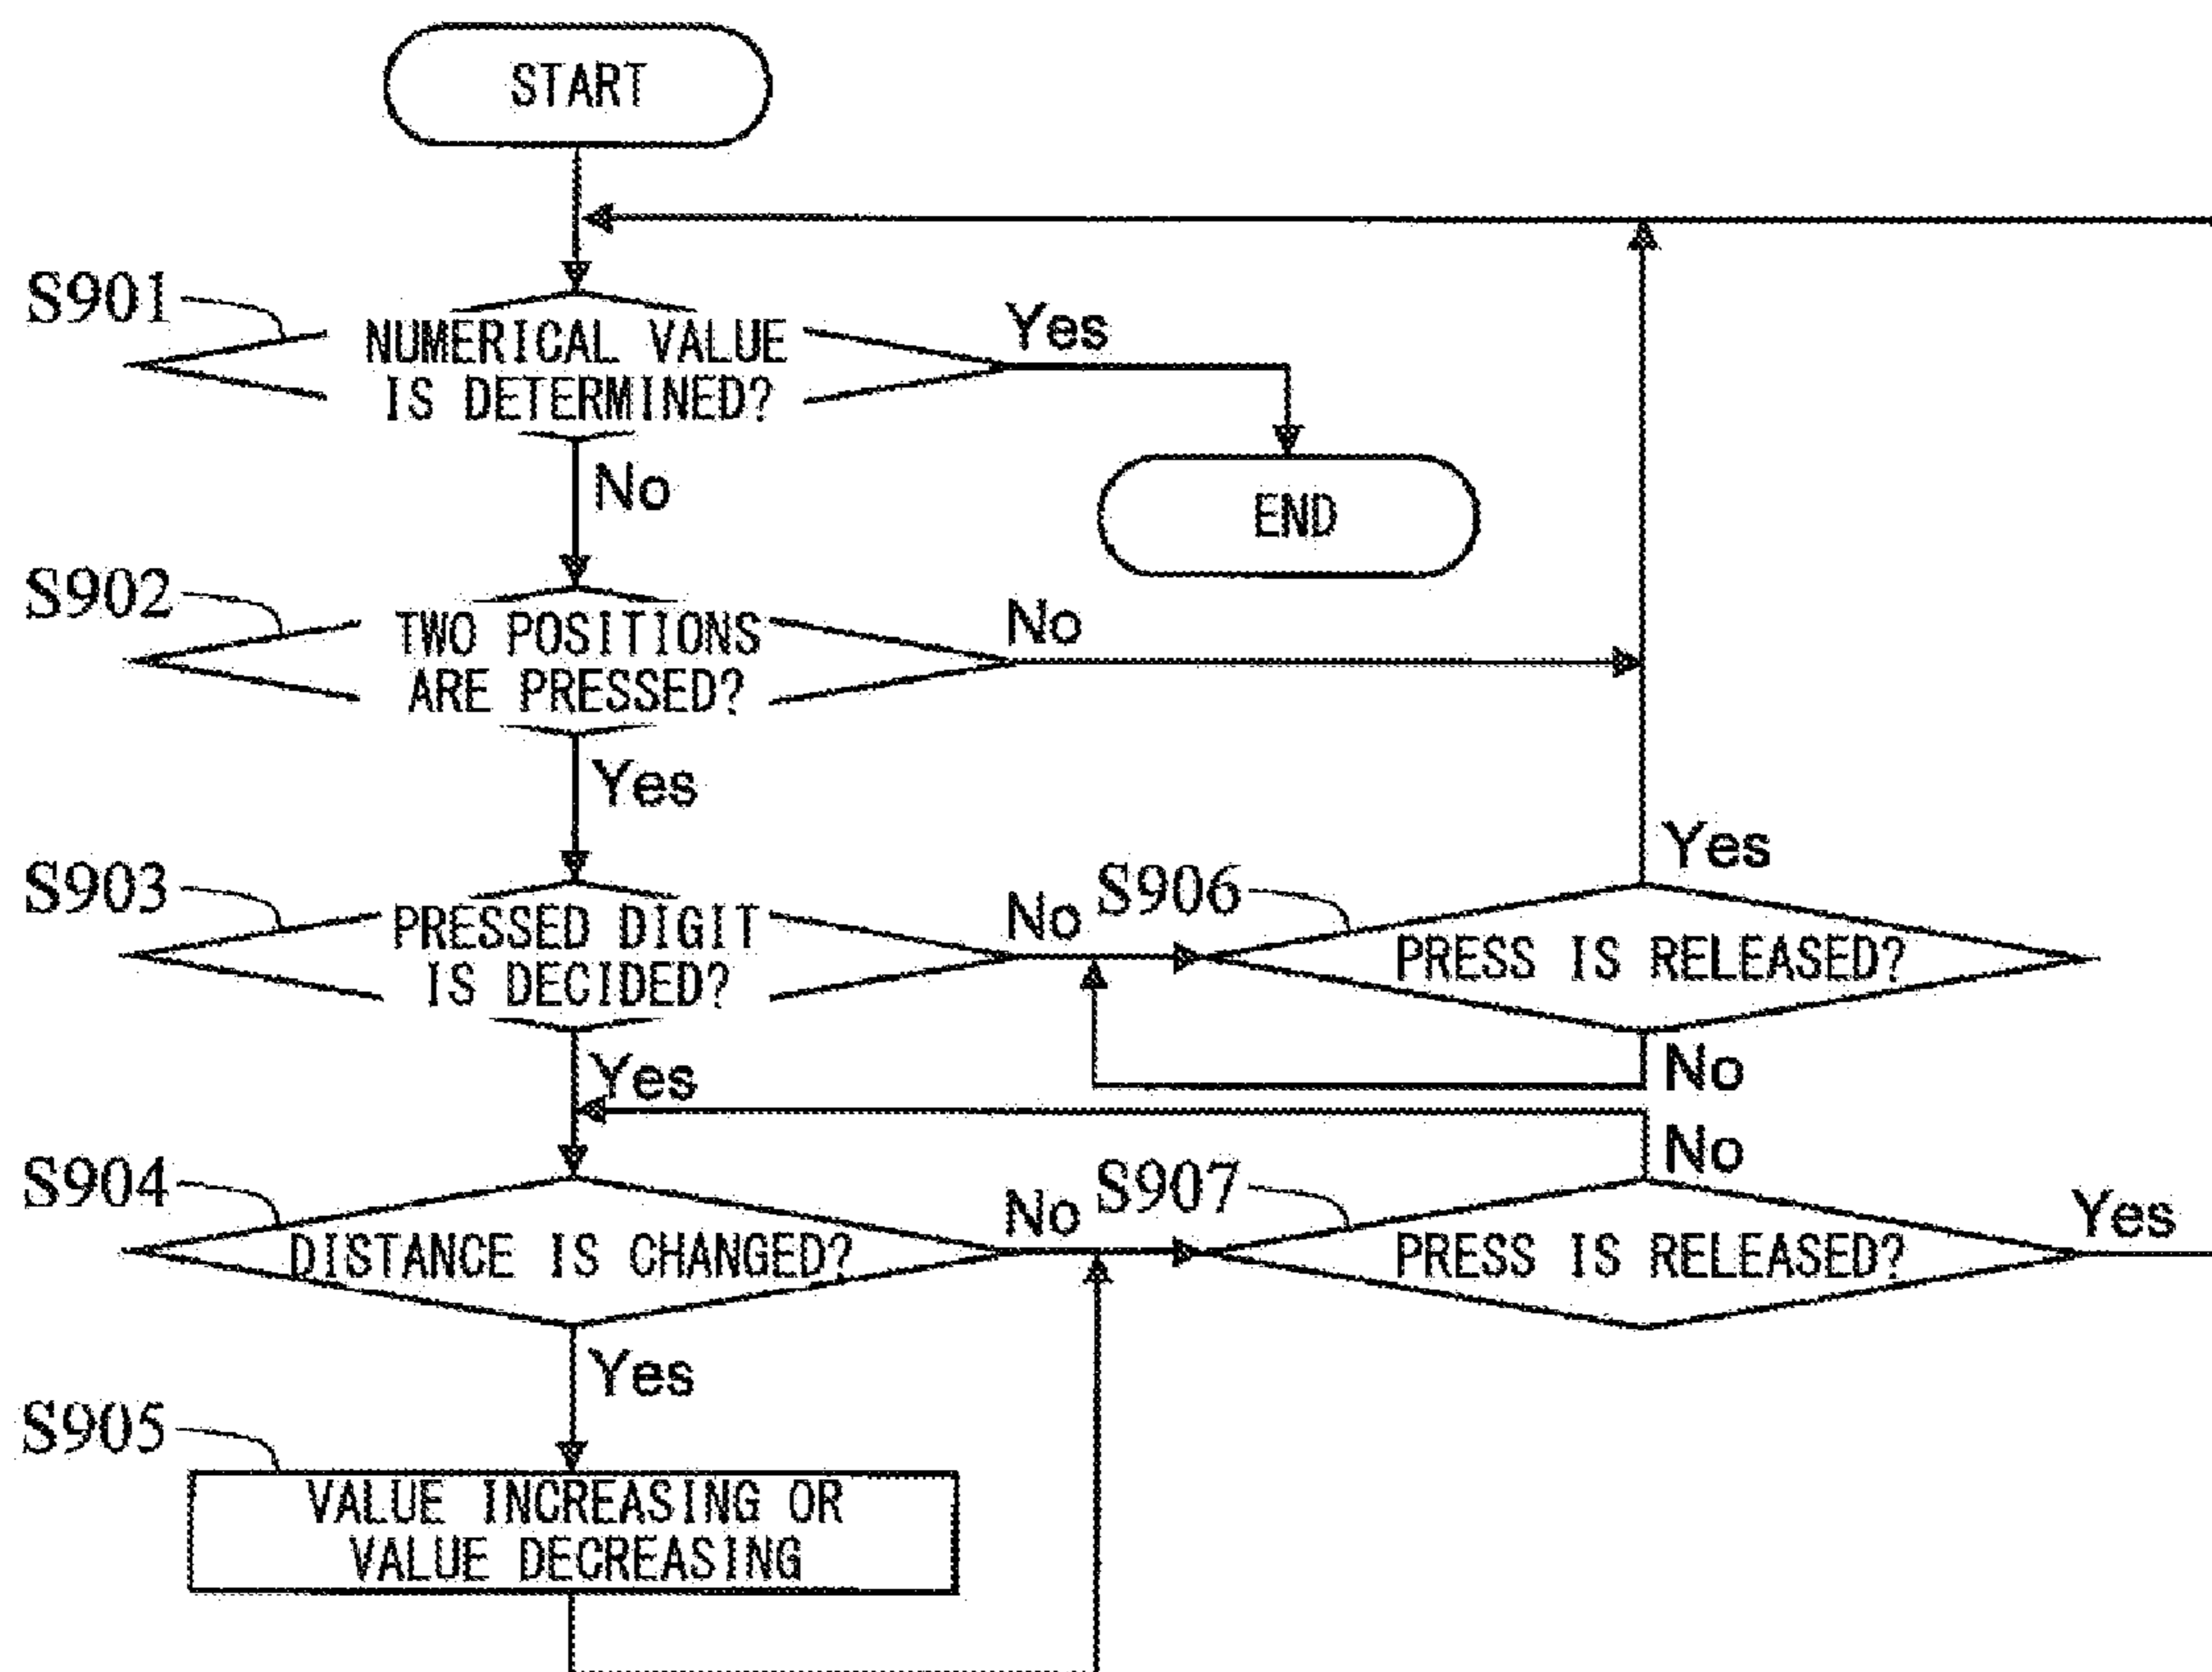 START
S901
NUMERICAL VALUE
IS DETERMINED?
Yes
No
END
S902
TWO POSITIONS
ARE PRESSED?
No
Yes
S903
PRESSED DIGIT
IS DECIDED?
No
Yes
S906
PRESS IS RELEASED?
Yes
No
S904
DISTANCE IS CHANGED?
No
Yes
S907
PRESS IS RELEASED?
No
Yes
S905
VALUE INCREASING OR
VALUE DECREASING